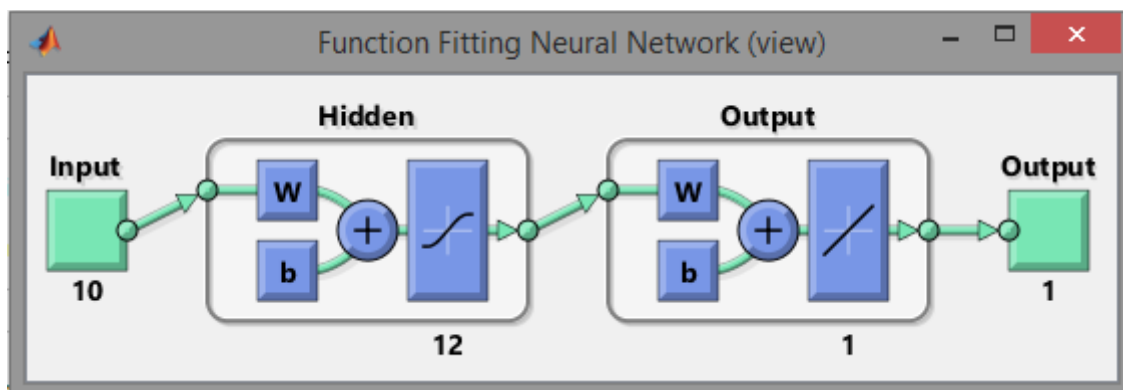 Function Fitting Neural Network (view)
Hidden
Output
Input
Output
W
W
b
b
10
1
12
1